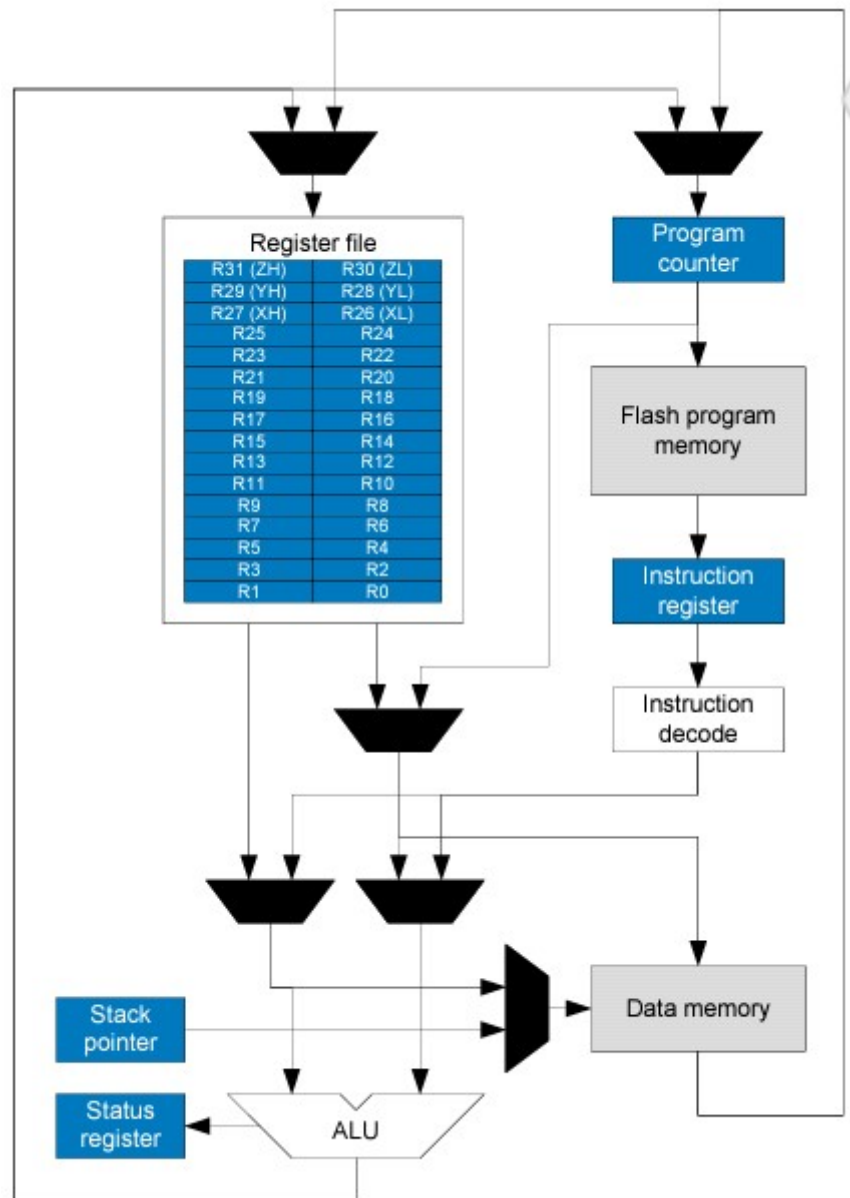 Register file
R31 (ZH) R30 (ZL)
R29 (YH) R28 (YL)
R27 (XH) R26 (XL)
R25 R24
R23 R22
R21 R20
R19 R18
R17 R16
R15 R14
R13 R12
R11 R10
R9 R8
R7 R6
R5 R4
R3 R2
R1 R0
Program
counter
Flash program
memory
Instruction
register
Instruction
decode
Stack
pointer
Data memory
Status
register
ALU